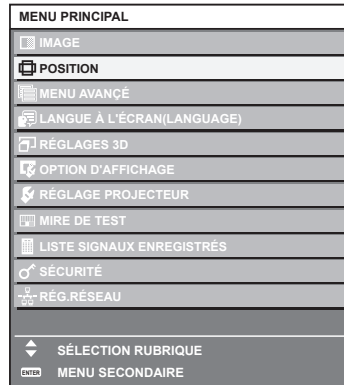 MENU PRINCIPAL
IMAGE
POSITION
MENU AVANÇÉ
LANGUE À L'ÉCRAN(LANGUAGE)
RÉGLAGES 3D
OPTION D'AFFICHAGE
RÉGLAGE PROJECTEUR
MIRE DE TEST
LISTE SIGNAUX ENREGISTRÉS
SÉCURITÉ
RÉG.RÉSEAU
SÉLECTION RUBRIQUE
ENTER MENU SECONDAIRE